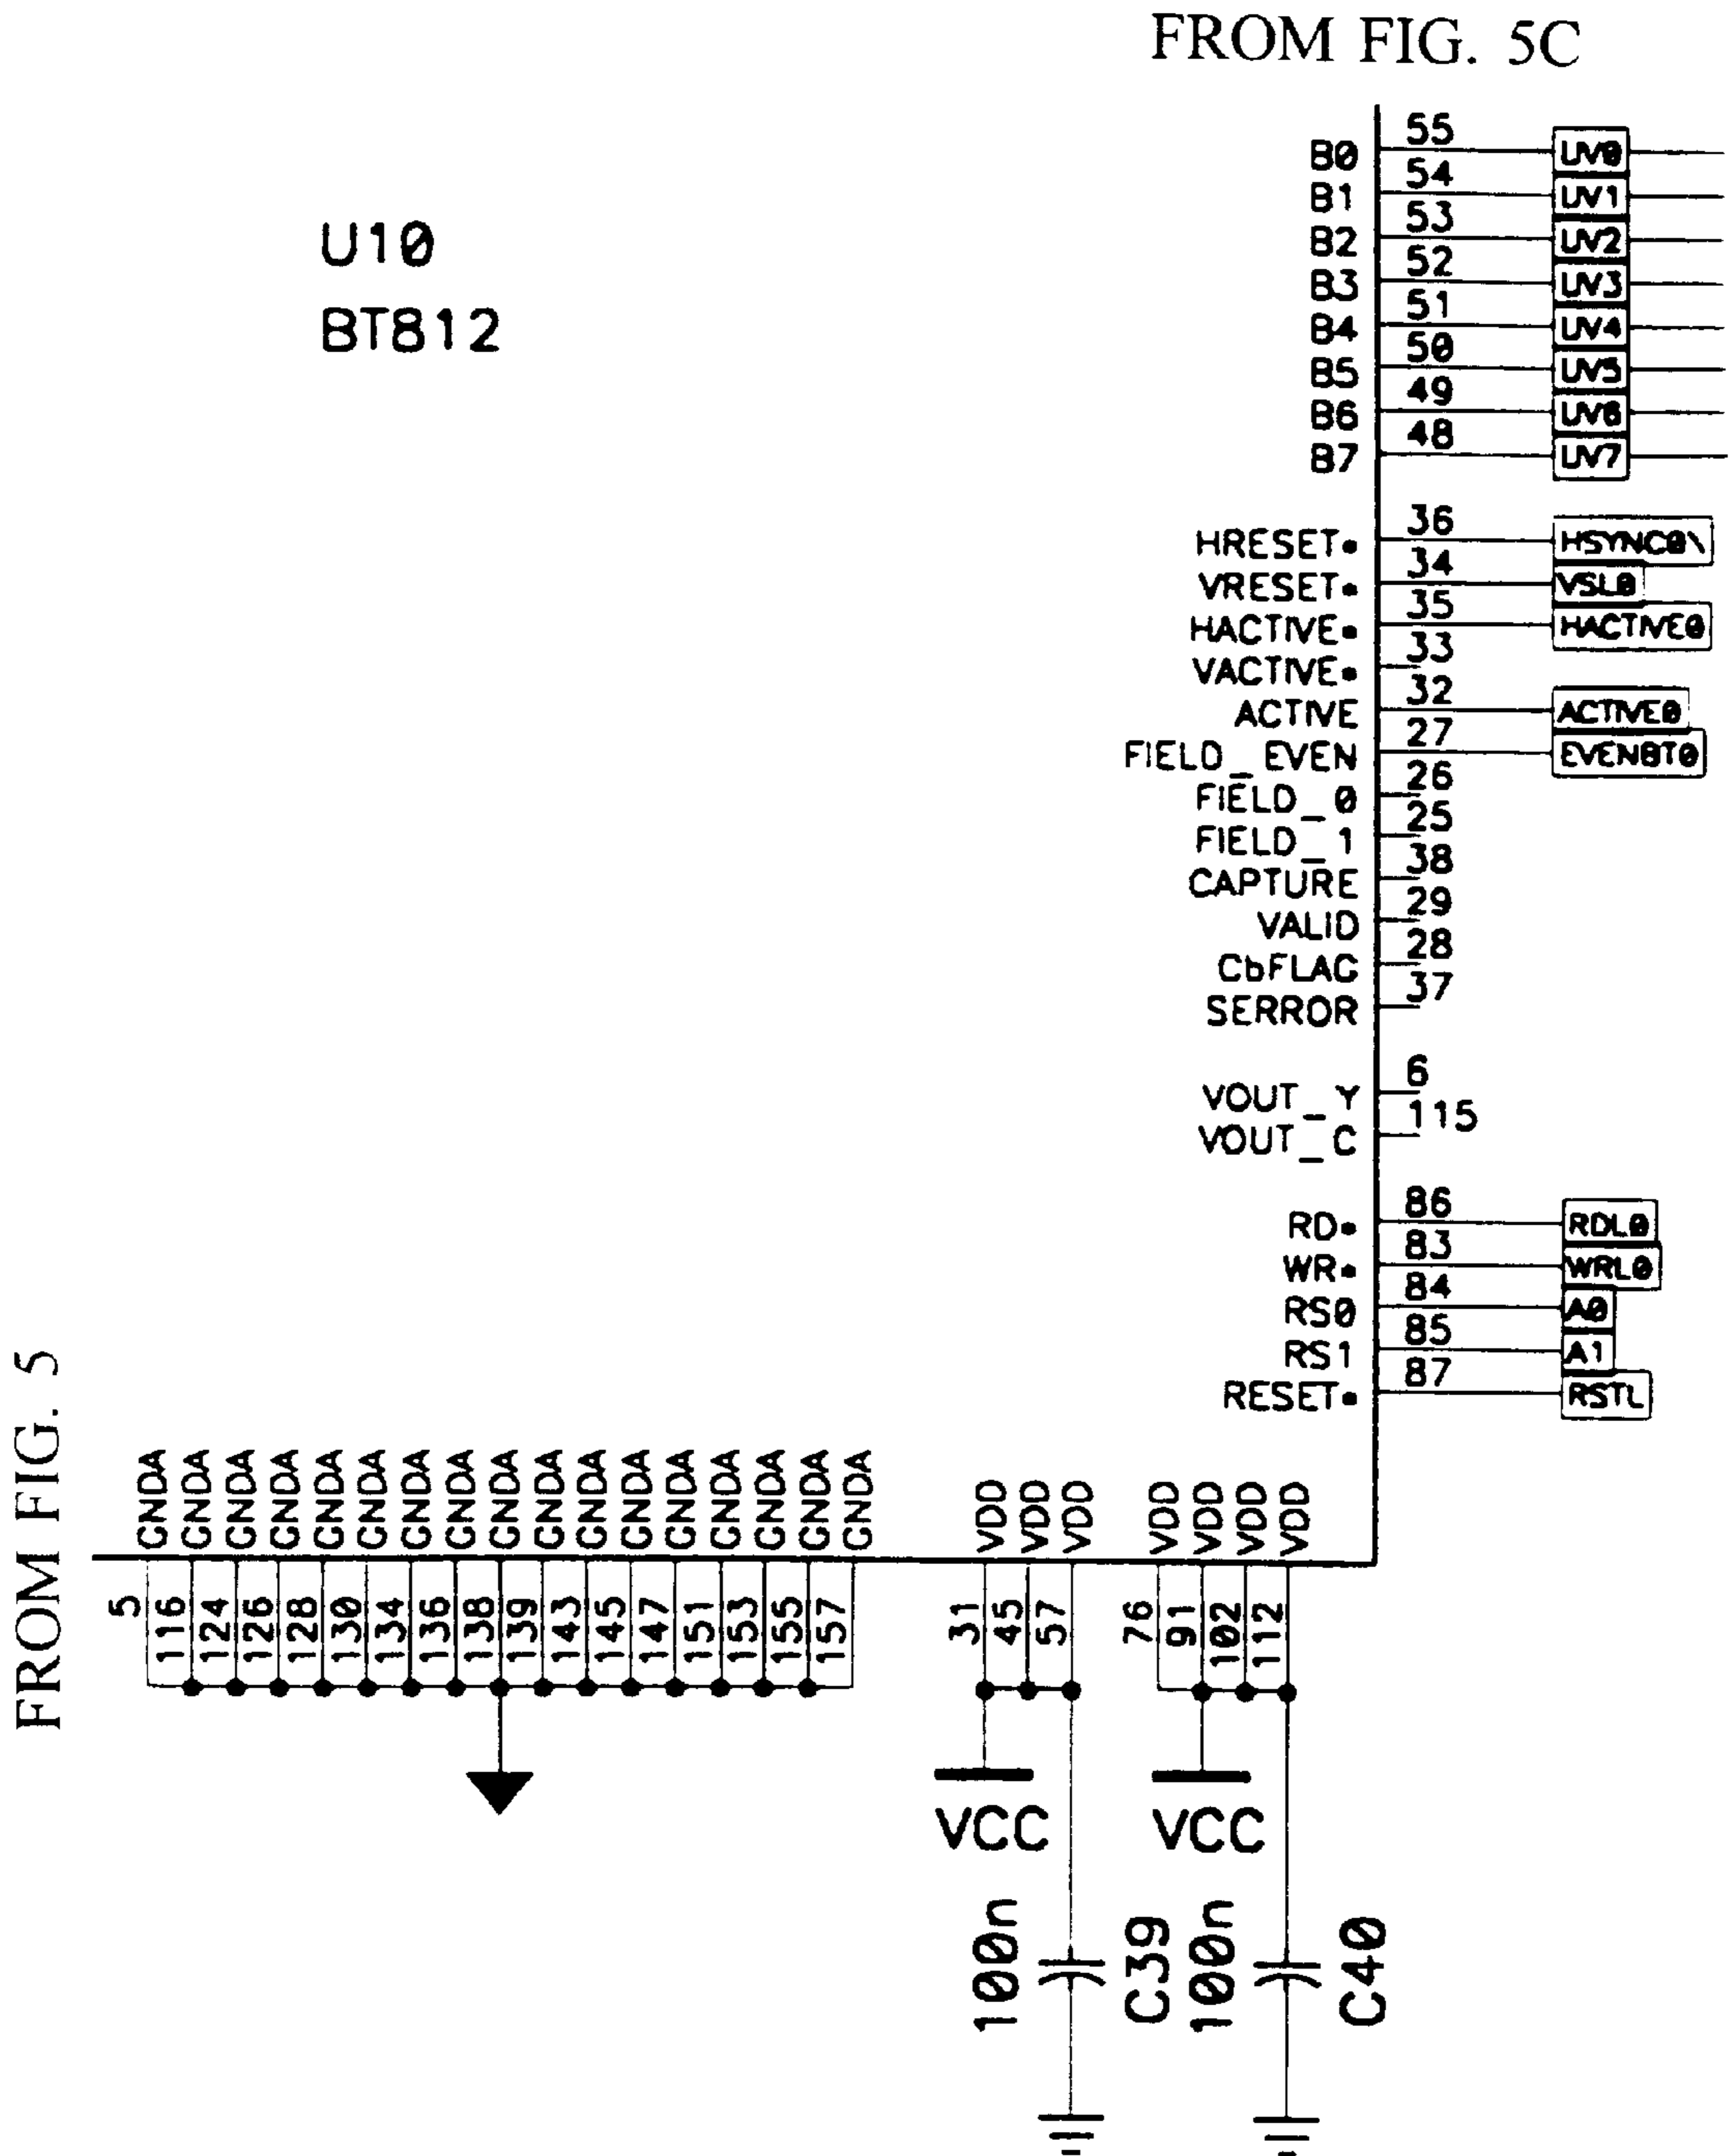 FROM FIG. 5C
U10
BT812
B0 55 UV0
B1 54 UV1
B2 53 UV2
B3 52 UV3
B4 51 UV4
B5 50 UV5
B6 49 UV6
B7 48 UV7
HRESET* 36 HSYNC0\
VRESET* 34 VSL0
HACTIVE* 35 HACTIVE0
VACTIVE* 33
ACTIVE 32 ACTIVE0
FIELD_EVEN 27 EVENBT0
FIELD_0 26
FIELD_1 25
CAPTURE 38
VALID 29
CbFLAG 28
SERROR 37
VOUT_Y 6
VOUT_C 115
RD* 86 RDL0
WR* 83 WRL0
RS0 84 A0
RS1 85 A1
RESET* 87 RSTL
FROM FIG. 5
GNDA GNDA GNDA GNDA GNDA GNDA GNDA GNDA GNDA GNDA GNDA GNDA GNDA GNDA GNDA GNDA GNDA VDD VDD VDD VDD VDD VDD VDD
5 116 124 126 128 130 134 136 138 139 143 145 147 151 153 155 157 31 45 57 76 91 102 112
VCC VCC
100n C39 100n C40